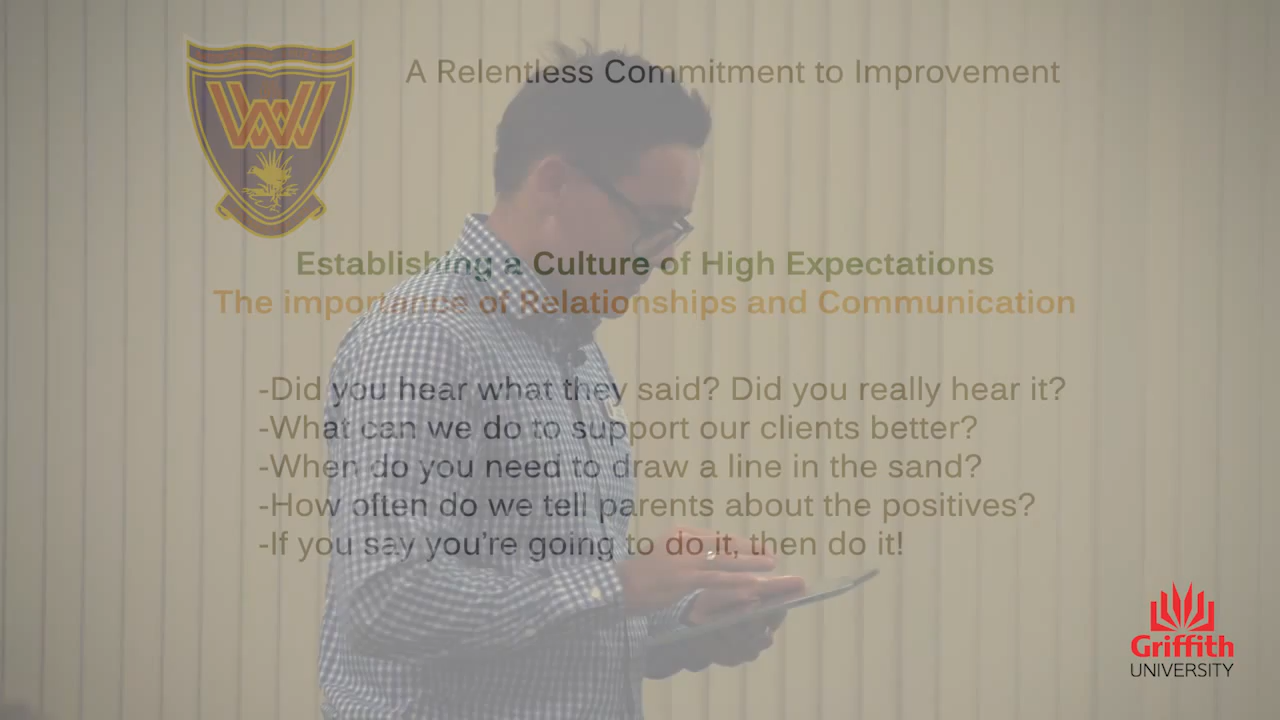 A Relentless Commitment to Improvement
W
Establishing a Culture of High Expectations
The importance of Relationships and Communication
-Did you hear what they said? Did you really hear it?
-What can we do to support our clients better?
-When do you need to draw a line in the sand?
-How often do we tell parents about the positives?
-If you say you're going to do it, then do it!
Griffith
UNIVERSITY